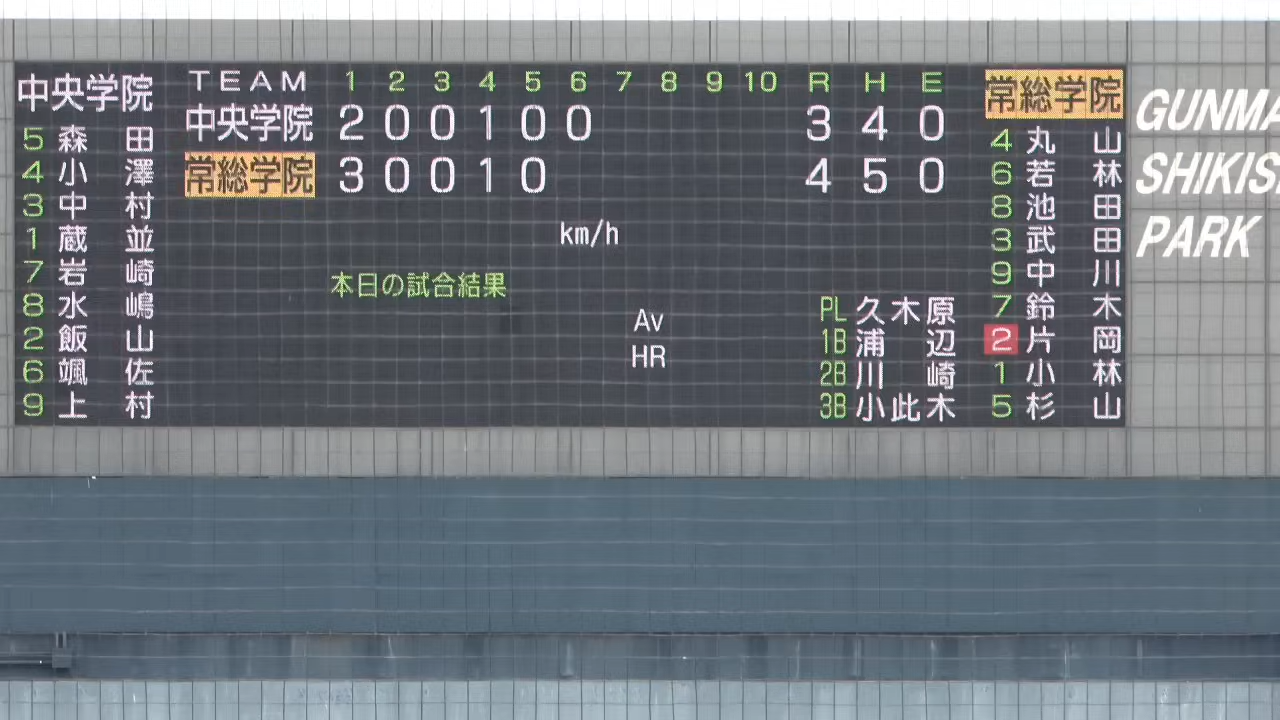 中央学院
5 森田
4 小澤
3 中村
1 蔵並
7 岩崎
8 水嶋
2 飯山
6 颯佐
9 上村
TEAM 1 2 3 4 5 6 7 8 9 10 R H E
中央学院 2 0 0 1 0 0 3 4 0
常総学院 3 0 0 1 0 4 5 0
km/h
本日の試合結果
Av
HR
PL 久木原
1B 浦辺
2B 川崎
3B 小此木
常総学院
4 丸山
6 若林
8 池田
3 武田
9 中川
7 鈴木
2 片岡
1 小林
5 杉山
GUNMA
SHIKIS
PARK